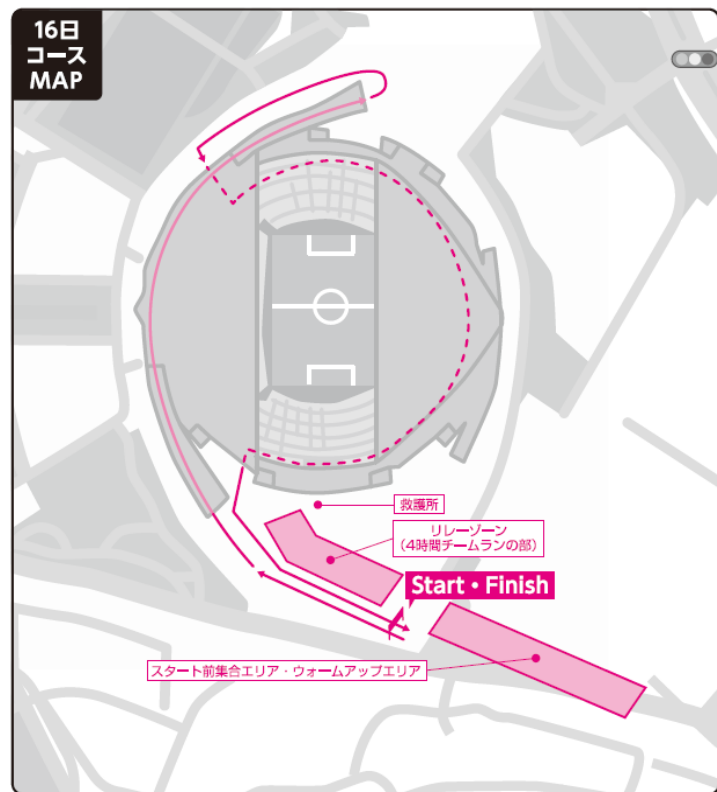 16日
コース
MAP
救護所
リレーゾーン
(4時間チームランの部)
Start・Finish
スタート前集合エリア・ウォームアップエリア